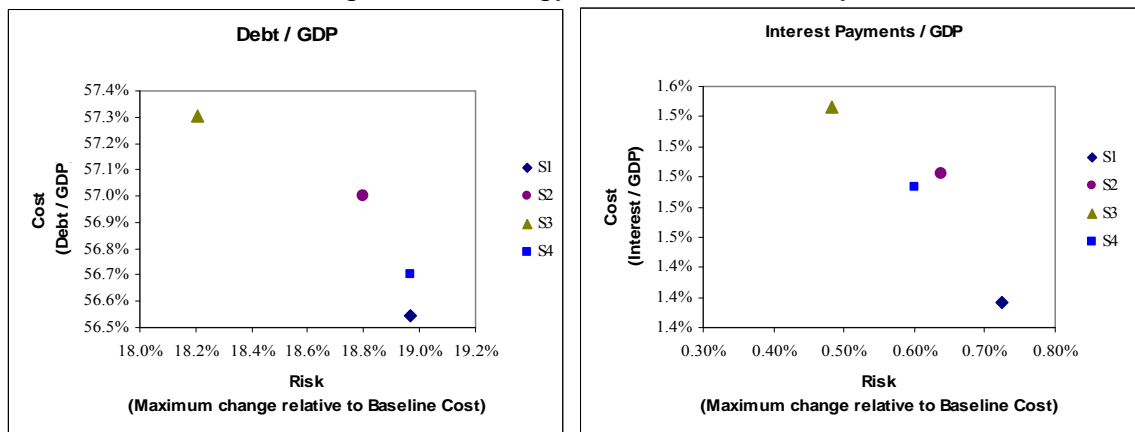 Debt / GDP
57.4%
57.3%
57.2%
57.1%
57.0%
56.9%
56.8%
56.7%
56.6%
56.5%
Cost
(Debt / GDP
18.0% 18.2% 18.4% 18.6% 18.8% 19.0% 19.2%
Risk
(Maximum change relative to Baseline Cost)
S1
S2
S3
S4
Interest Payments / GDP
1.6%
1.5%
1.5%
1.5%
1.5%
1.5%
1.4%
1.4%
1.4%
Cost
(Interest / GDP)
0.30% 0.40% 0.50% 0.60% 0.70% 0.80%
Risk
(Maximum change relative to Baseline Cost)
S1
S2
S3
S4